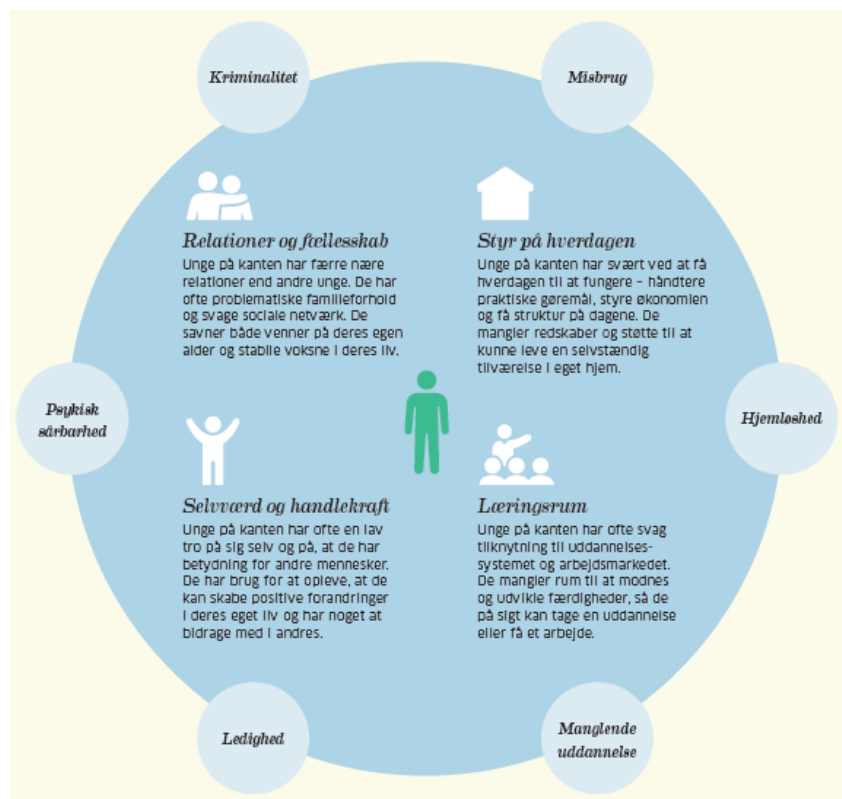 Kriminalitet
Misbrug
Relationer og fællesskab
Unge på kanten har færre nære
relationer end andre unge. De har
ofte problematiske familieforhold
og svage sociale netværk. De
savner både venner på deres egen
alder og stabile voksne i deres liv.
Styr på hverdagen
Unge på kanten har svært ved at få
hverdagen til at fungere – håndtere
praktiske gøremål, styre økonomien
og få struktur på dagene. De
mangler redskaber og støtte til at
kunne leve en selvstændig
tilværelse i eget hjem.
Psykisk
sårbarhed
Hjemløshed
Selvværd og handlekraft
Unge på kanten har ofte en lav
tro på sig selv og på, at de har
betydning for andre mennesker.
De har brug for at opleve, at de
kan skabe positive forandringer
i deres eget liv og har noget at
bidrage med i andres.
Læringsrum
Unge på kanten har ofte svag
tilknytning til uddannelses-
systemet og arbejdsmarkedet.
De mangler rum til at modnes
og udvikle færdigheder, så de
på sigt kan tage en uddannelse
eller få et arbejde.
Ledighed
Manglende
uddannelse